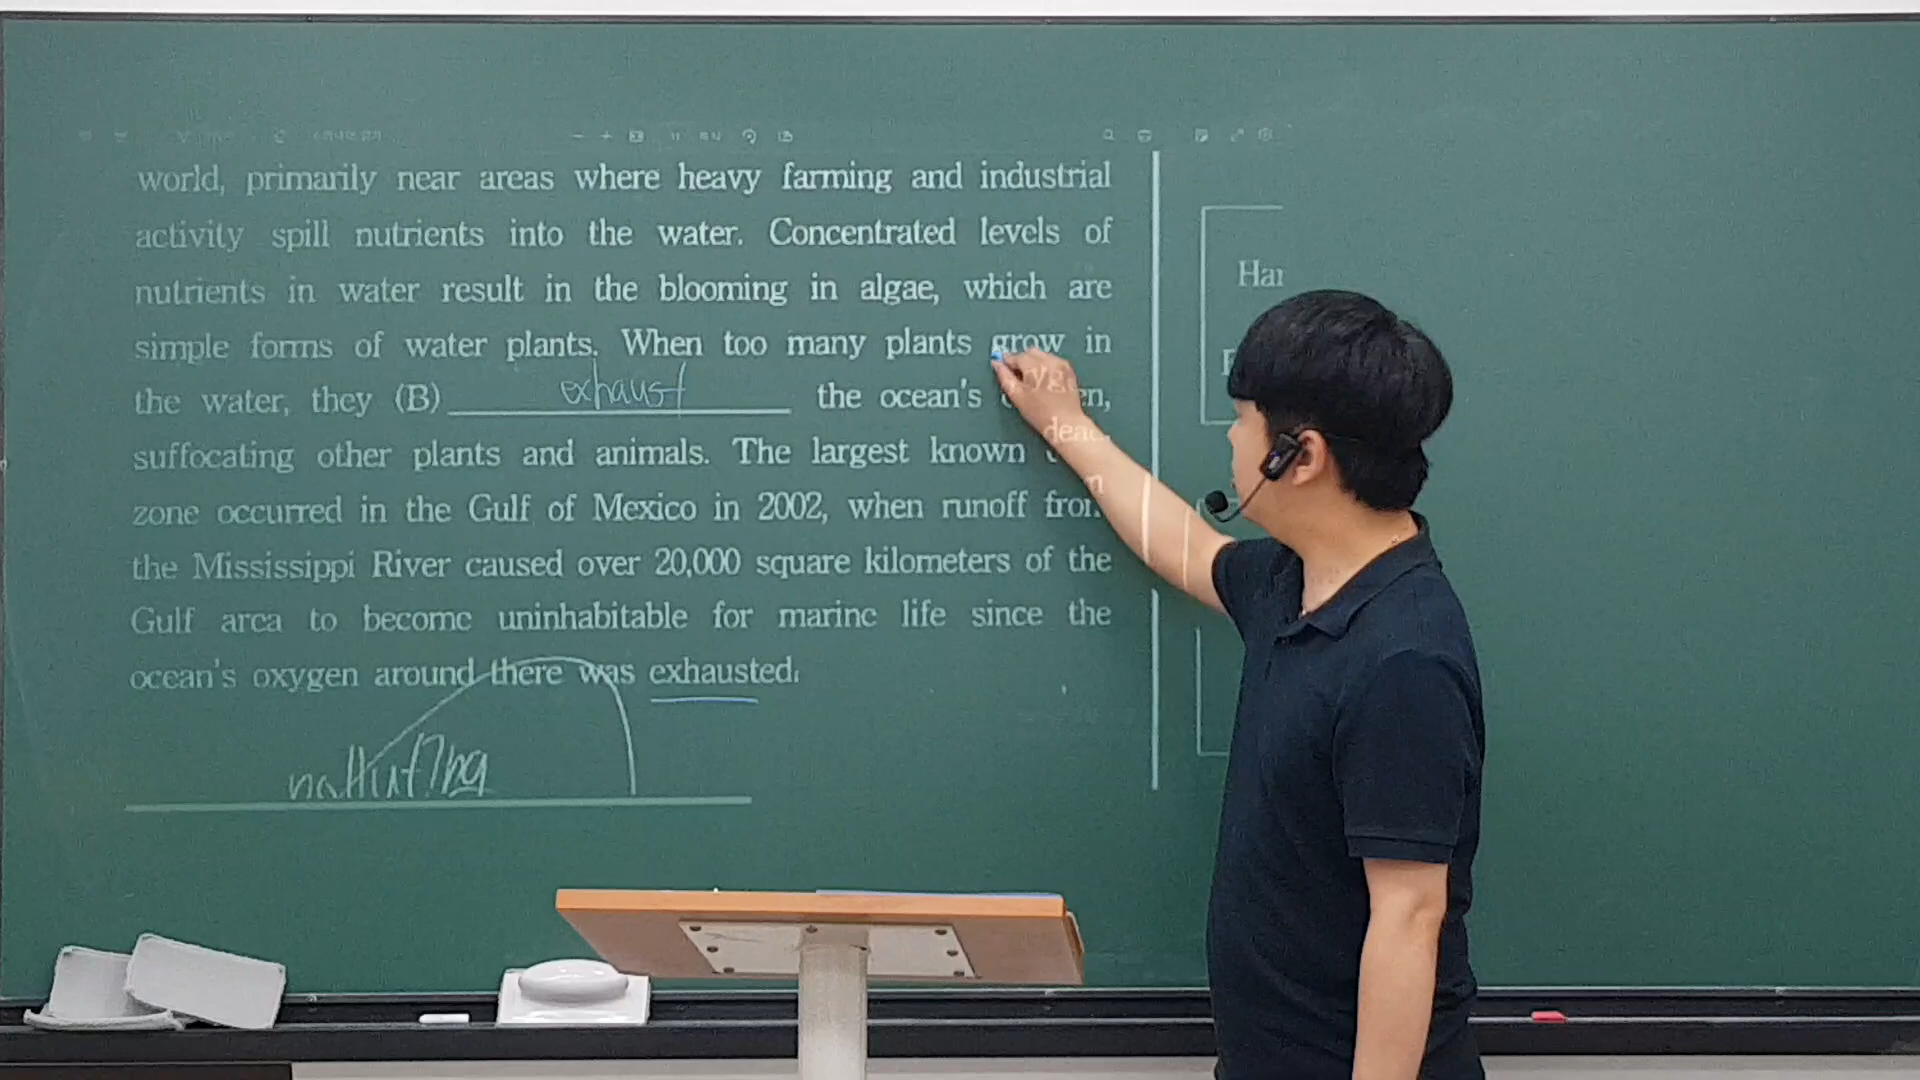 world, primarily near areas where heavy farming and industrial
activity spill nutrients into the water. Concentrated levels of
nutrients in water result in the blooming in algae, which are
simple forms of water plants. When too many plants grow in
the water, they (B) exhaust the ocean's en,
suffocating other plants and animals. The largest known dead
zone occurred in the Gulf of Mexico in 2002, when runoff from
the Mississippi River caused over 20,000 square kilometers of the
Gulf area to become uninhabitable for marine life since the
ocean's oxygen around there was exhausted.
Har